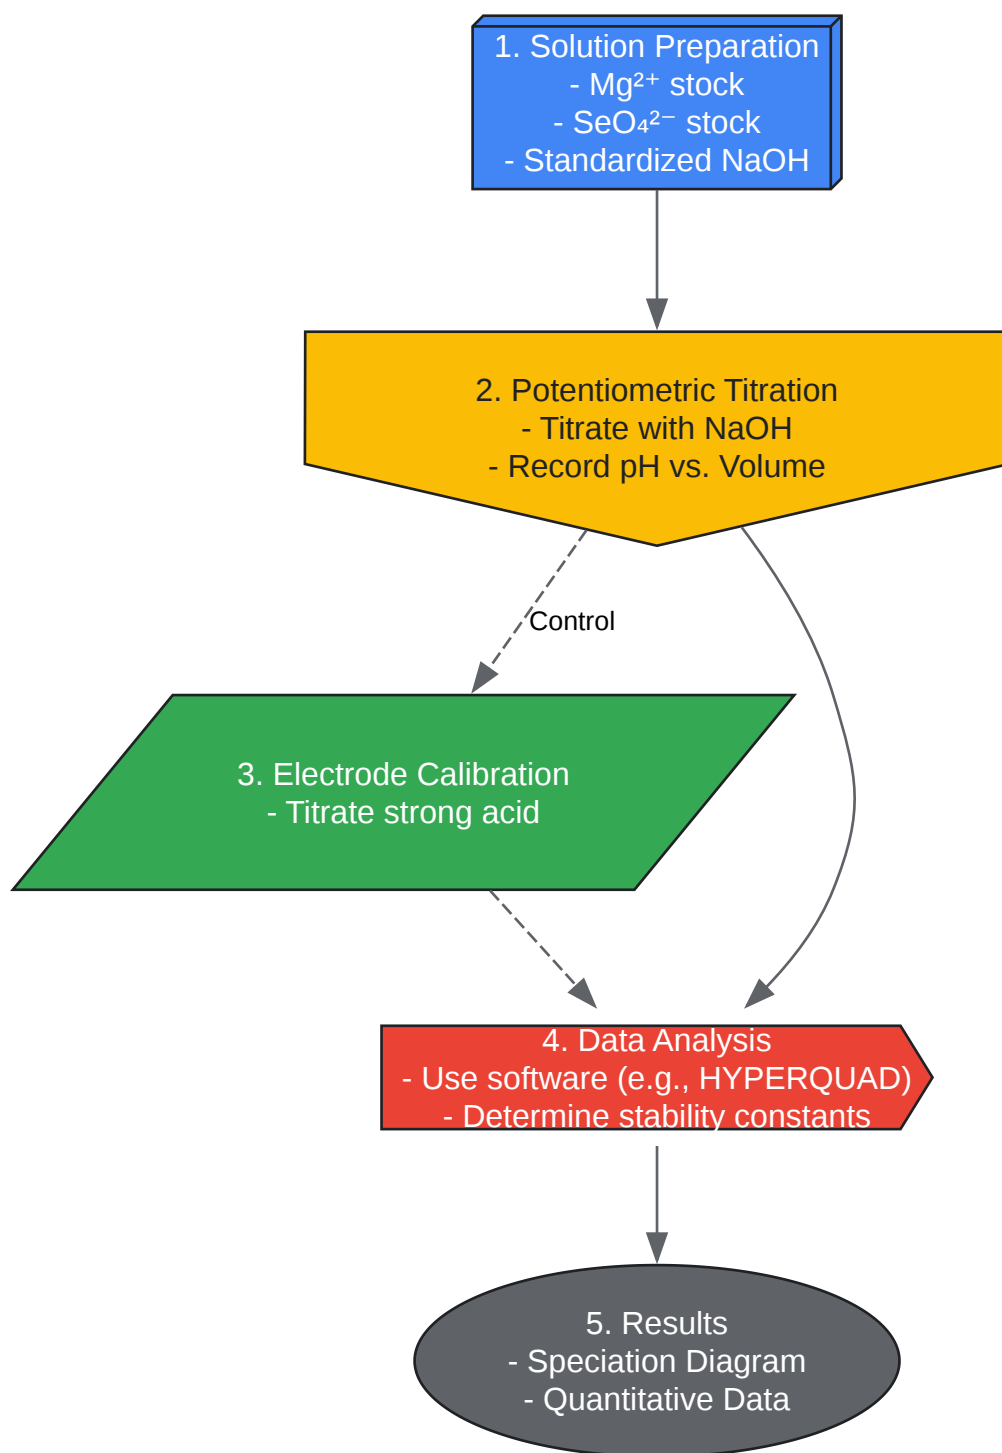 1. Solution Preparation
- Mg²⁺ stock
- SeO₄²⁻ stock
- Standardized NaOH
2. Potentiometric Titration
- Titrate with NaOH
- Record pH vs. Volume
Control
3. Electrode Calibration
- Titrate strong acid
4. Data Analysis
- Use software (e.g., HYPERQUAD)
- Determine stability constants
5. Results
- Speciation Diagram
- Quantitative Data